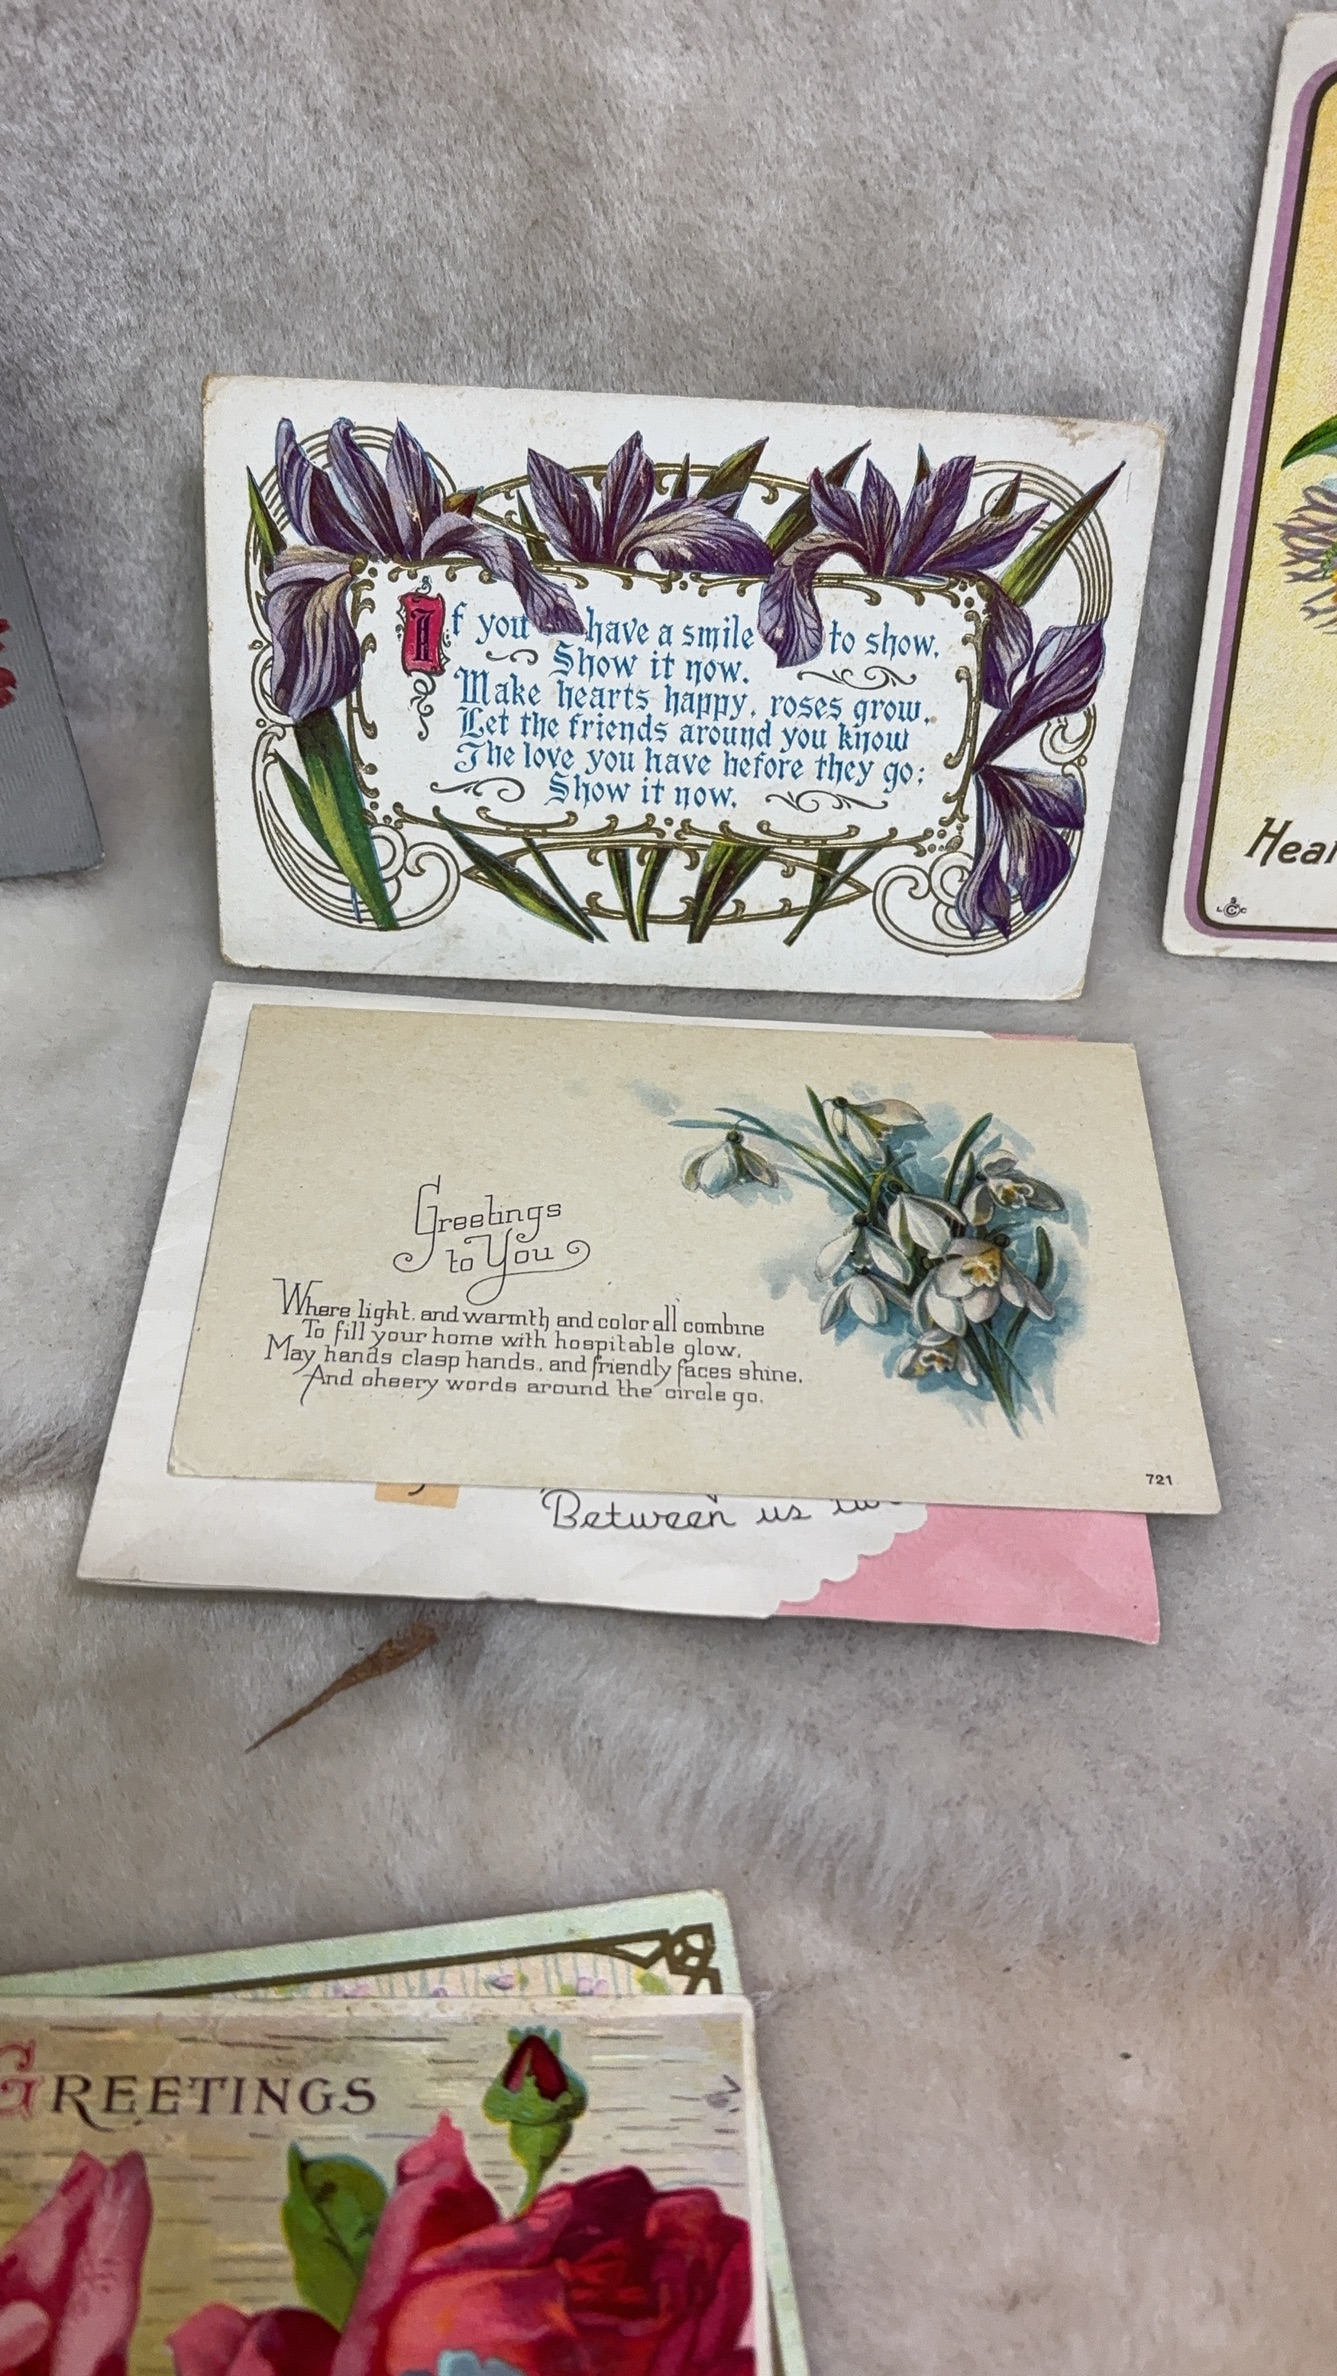 If you have a smile to show,
Show it now.
Make hearts happy, roses grow,
Let the friends around you know
The love you have before they go;
Show it now.
Greetings
to You
Where light, and warmth and color all combine
To fill your home with hospitable glow,
May hands clasp hands, and friendly faces shine,
And cheery words around the circle go.
721
Between us
GREETINGS